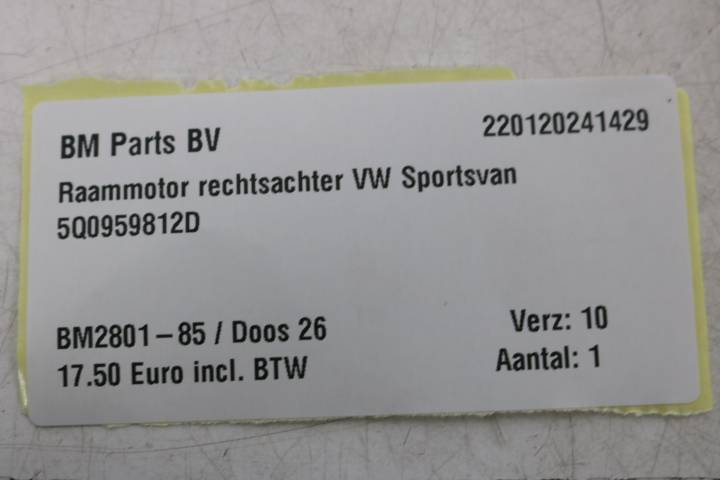 BM Parts BV
220120241429
Raammotor rechtsachter VW Sportsvan
5Q0959812D
BM2801-85 / Doos 26
Verz: 10
17.50 Euro incl. BTW
Aantal: 1